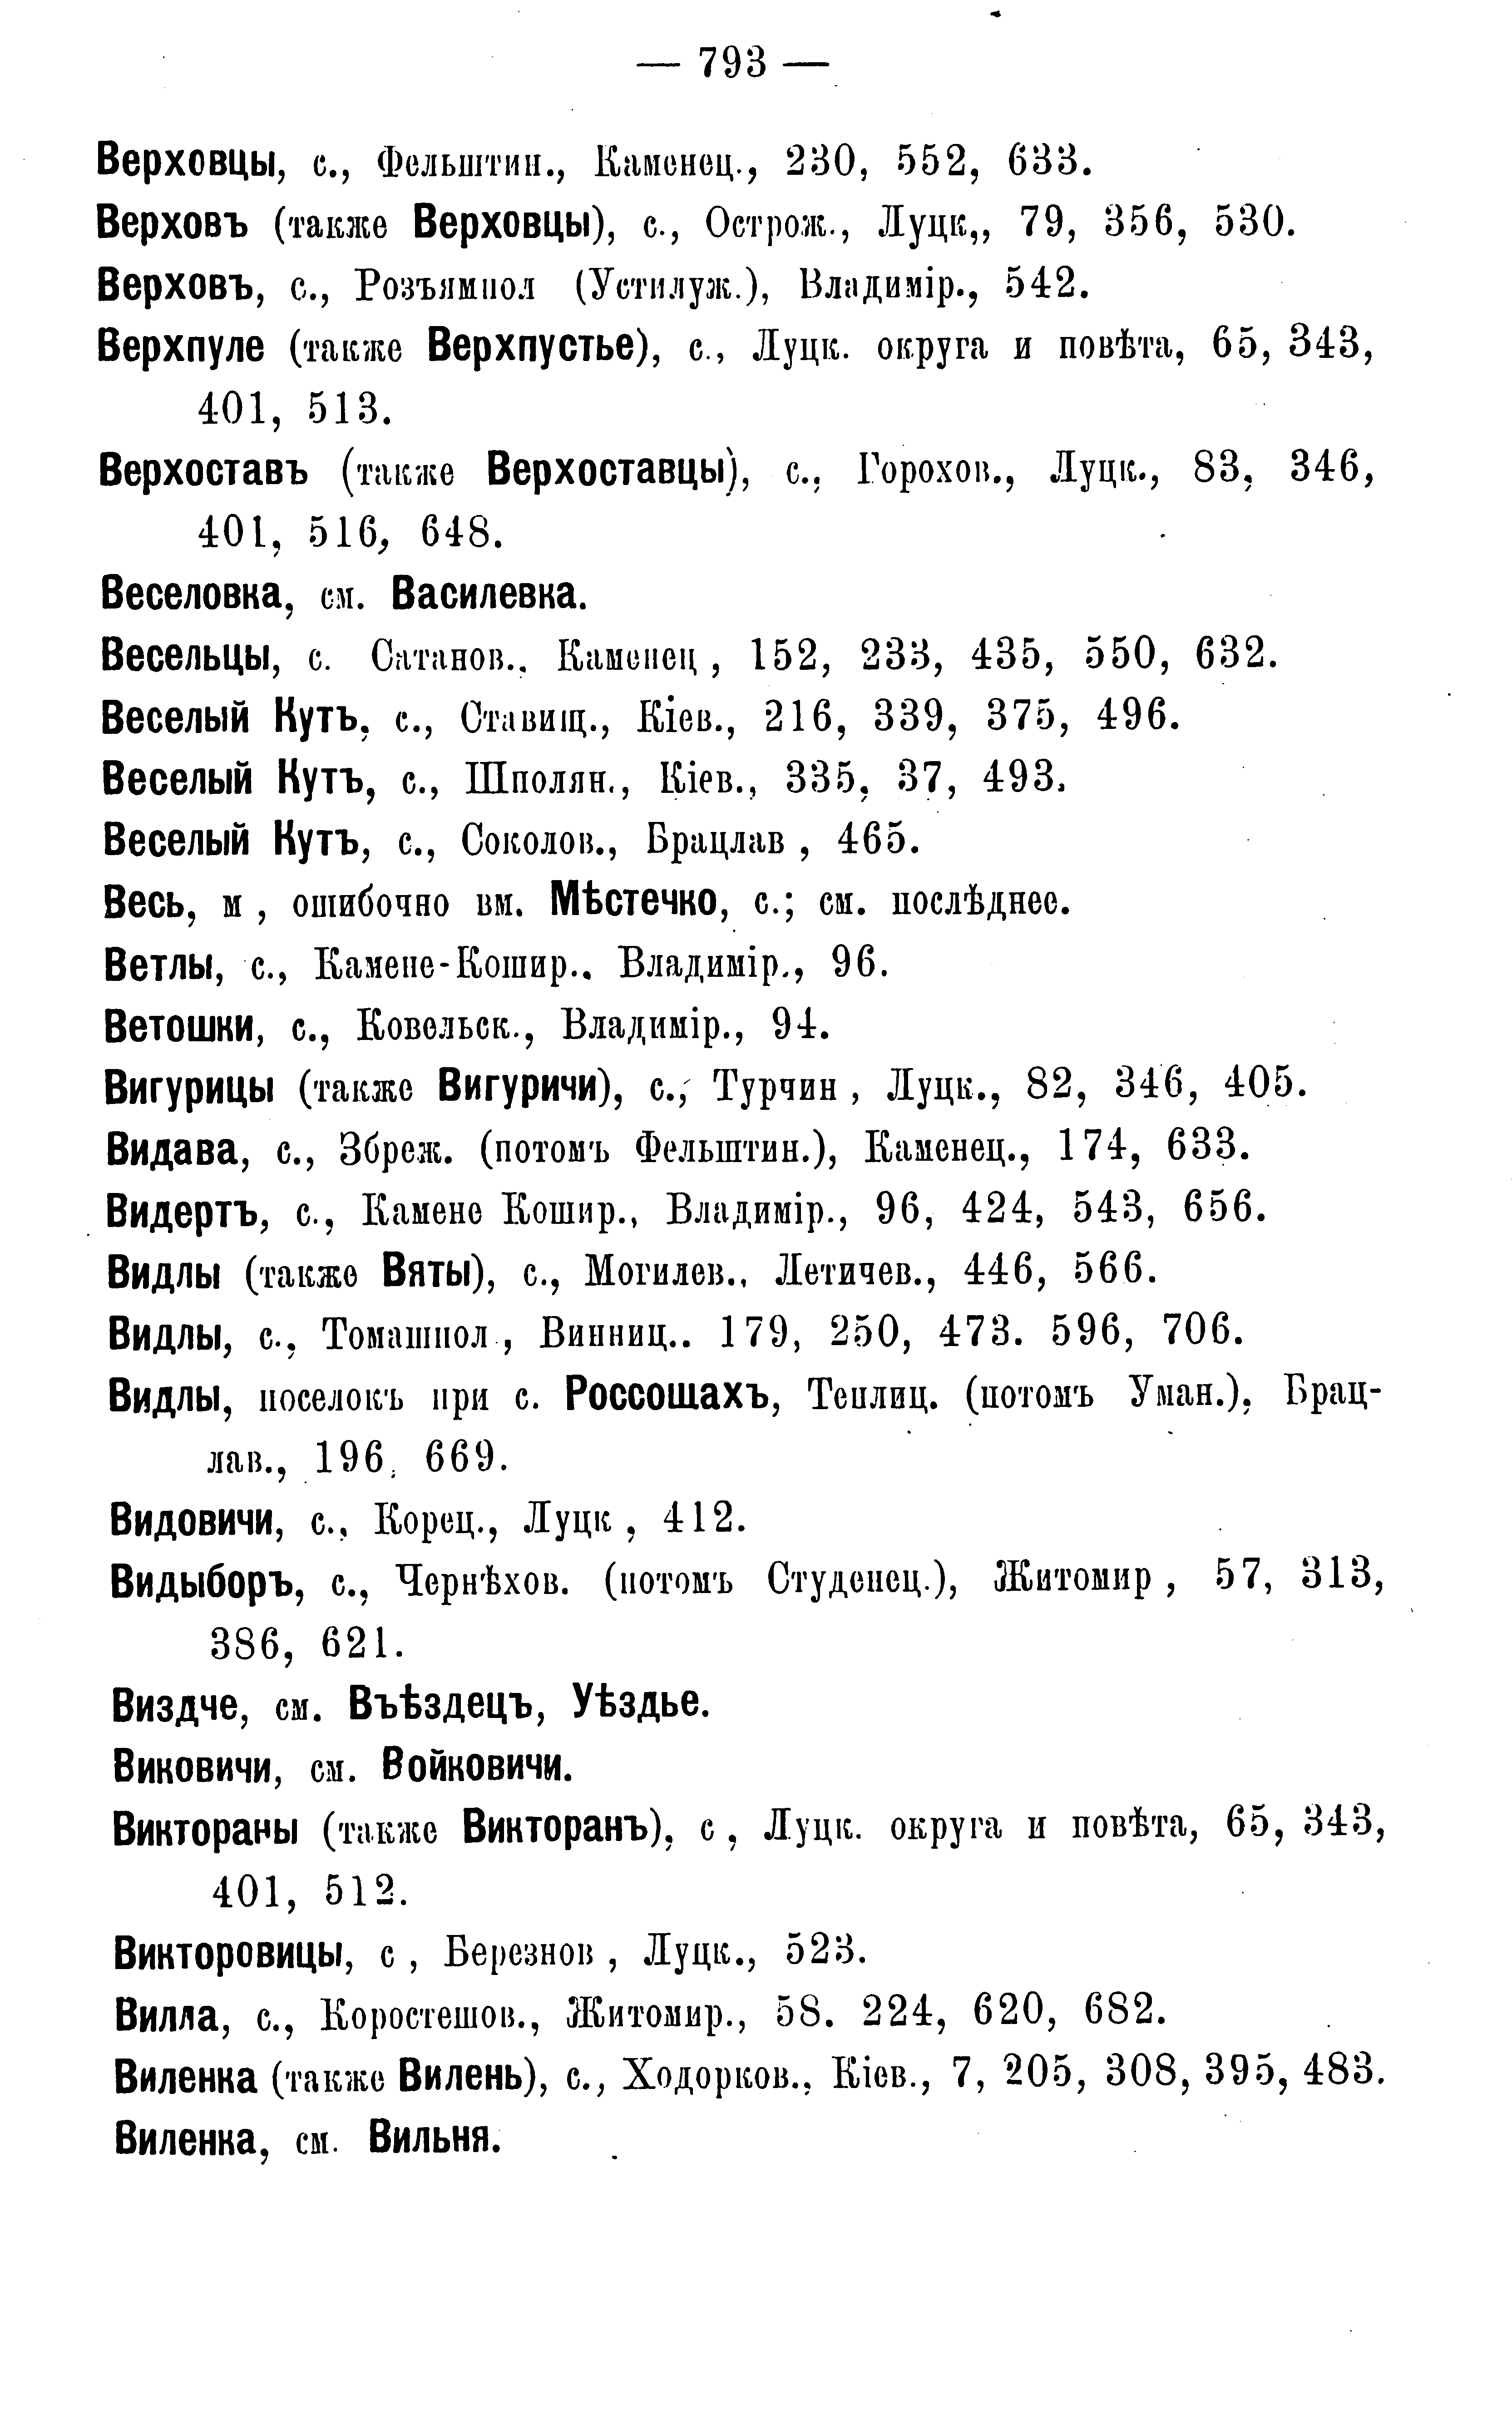 — 793 —
Верховцы, с., Фельштин., Каменец., 230, 552, 633.
Верховъ (также Верховцы), с., Острож., Луцк,, 79, 356, 530.
Верховъ, с., Розъямпол (Устилуж.), Владимір., 542.
Верхпуле (также Верхпустье), с., Луцк. округа и повѣта, 65, 343,
401, 513.
Верхоставъ (также Верхоставцы), с., Горохов., Луцк., 83, 346,
401, 516, 648.
Веселовка, см. Василевка.
Весельцы, с. Сатанов., Каменец , 152, 233, 435, 550, 632.
Веселый Кутъ, с., Ставищ., Кіев., 216, 339, 375, 496.
Веселый Кутъ, с., Шполян., Кіев., 335, 37, 493.
Веселый Кутъ, с., Соколов., Брацлав , 465.
Весь, м , ошибочно вм. Мѣстечко, с.; см. послѣднее.
Ветлы, с., Камене-Кошир., Владимір., 96.
Ветошки, с., Ковельск., Владимір., 94.
Вигурицы (также Вигуричи), с., Турчин , Луцк., 82, 346, 405.
Видава, с., Збреж. (потомъ Фельштин.), Каменец., 174, 633.
Видертъ, с., Камене Кошир., Владимір., 96, 424, 543, 656.
Видлы (также Вяты), с., Могилев., Летичев., 446, 566.
Видлы, с., Томашпол , Винниц.. 179, 250, 473. 596, 706.
Видлы, поселокъ при с. Россошахъ, Теплиц. (потомъ Уман.), Брац-
лав., 196, 669.
Видовичи, с., Корец., Луцк , 412.
Видыборъ, с., Чернѣхов. (потомъ Студенец.), Житомир , 57, 313,
386, 621.
Виздче, см. Въѣздецъ, Уѣздье.
Виковичи, см. Войковичи.
Виктораны (также Викторанъ), с , Луцк. округа и повѣта, 65, 343,
401, 512.
Викторовицы, с , Березнов , Луцк., 523.
Вилла, с., Коростешов., Житомир., 58. 224, 620, 682.
Виленка (также Вилень), с., Ходорков., Кіев., 7, 205, 308, 395, 483.
Виленка, см. Вильня.